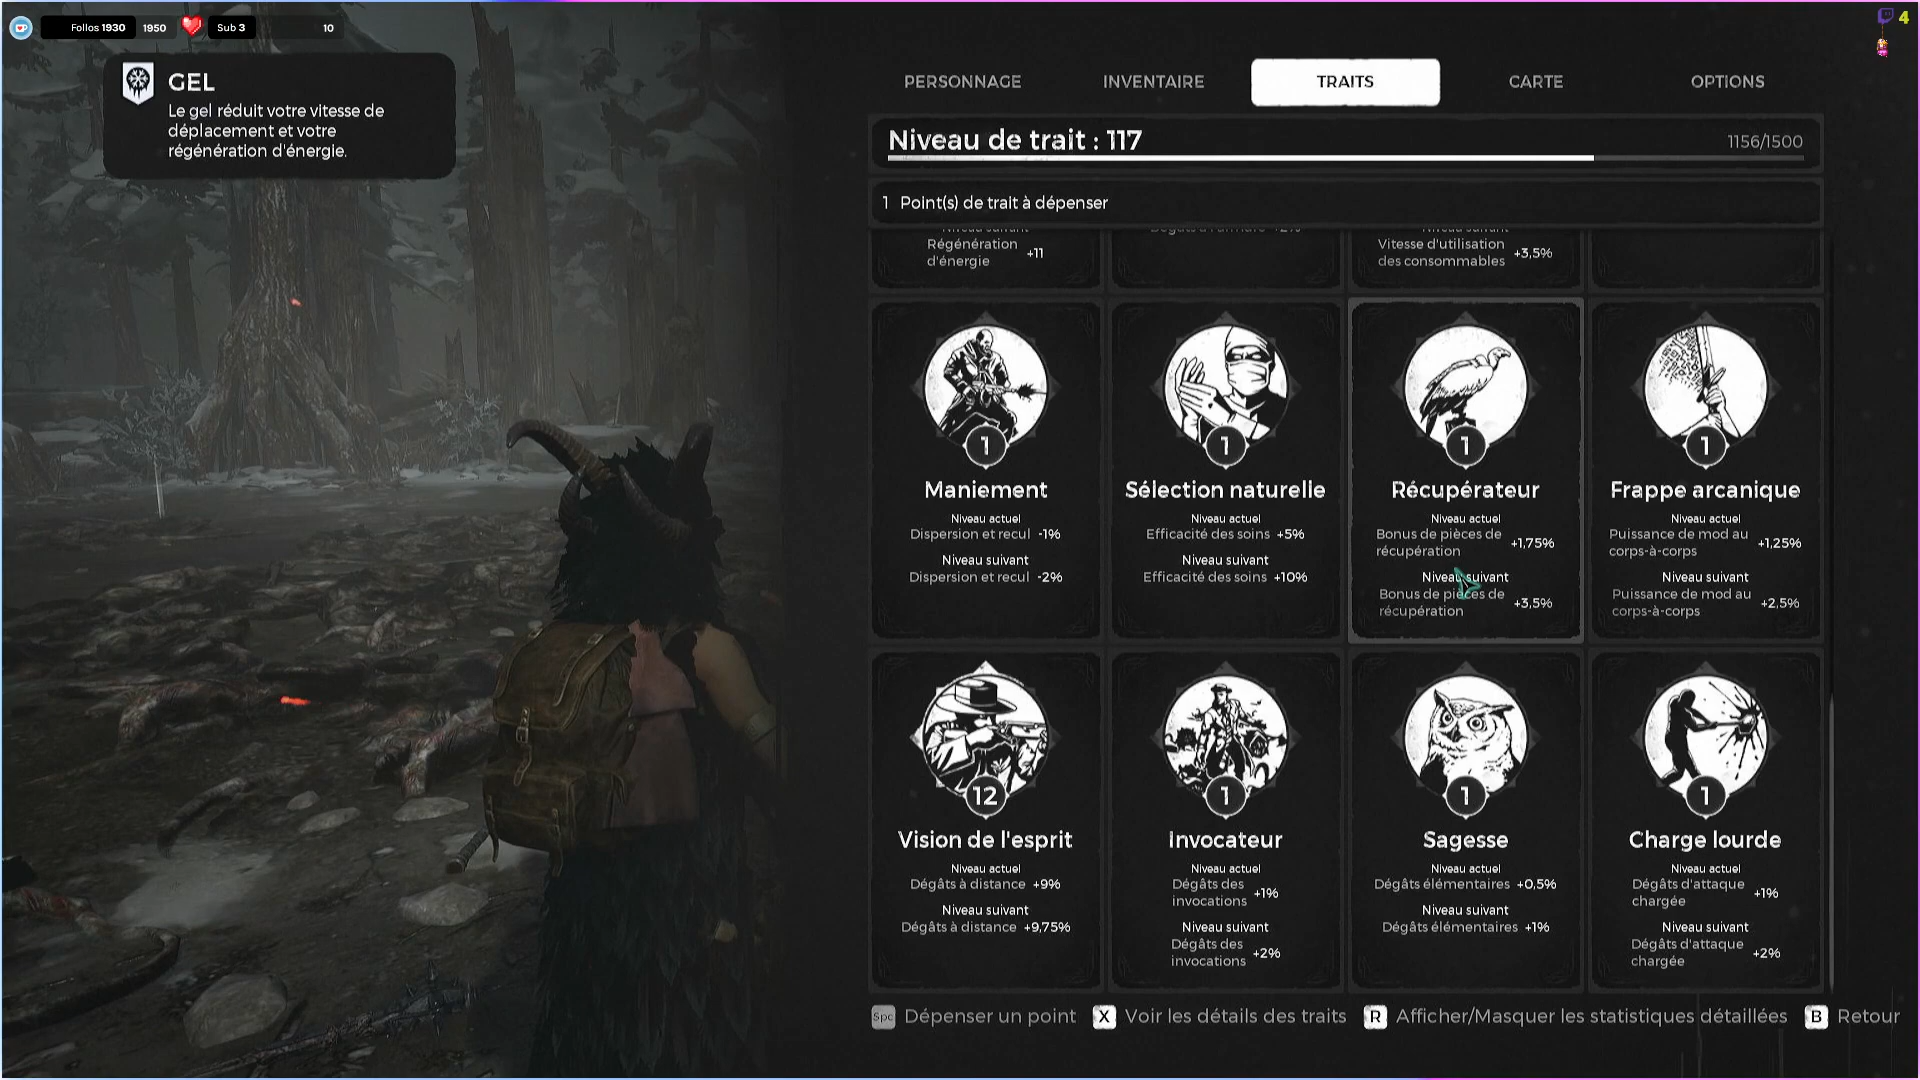 Follos 1930 1950 Sub 3 10
4
GEL
Le gel réduit votre vitesse de
déplacement et votre
régénération d'énergie.
PERSONNAGE INVENTAIRE TRAITS CARTE OPTIONS
Niveau de trait : 117 1156/1500
1 Point(s) de trait à dépenser
Régénération
d'énergie +11
Niveau suivant
Vitesse d'utilisation
des consommables +3,5%
1
Maniement
Niveau actuel
Dispersion et recul -1%
Niveau suivant
Dispersion et recul -2%
1
Sélection naturelle
Niveau actuel
Efficacité des soins +5%
Niveau suivant
Efficacité des soins +10%
1
Récupérateur
Niveau actuel
Bonus de pièces de
récupération +1,75%
Niveau suivant
Bonus de pièces de
récupération +3,5%
1
Frappe arcanique
Niveau actuel
Puissance de mod au
corps-à-corps +1,25%
Niveau suivant
Puissance de mod au
corps-à-corps +2,5%
12
Vision de l'esprit
Niveau actuel
Dégâts à distance +9%
Niveau suivant
Dégâts à distance +9,75%
1
Invocateur
Niveau actuel
Dégâts des
invocations +1%
Niveau suivant
Dégâts des
invocations +2%
1
Sagesse
Niveau actuel
Dégâts élémentaires +0,5%
Niveau suivant
Dégâts élémentaires +1%
1
Charge lourde
Niveau actuel
Dégâts d'attaque
chargée +1%
Niveau suivant
Dégâts d'attaque
chargée +2%
Spc Dépenser un point X Voir les détails des traits R Afficher/Masquer les statistiques détaillées B Retour